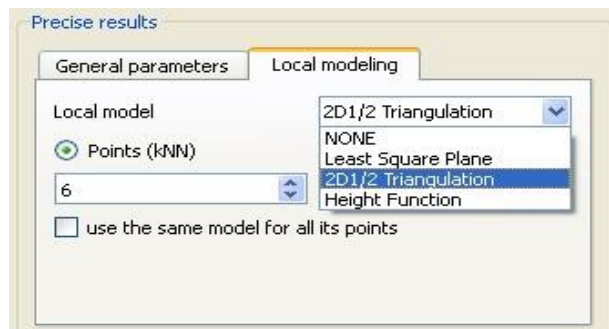 Precise results
General parameters
Local modeling
Local model
2D1/2 Triangulation
NONE
Least Square Plane
2D1/2 Triangulation
Height Function
Points (kNN)
6
use the same model for all its points